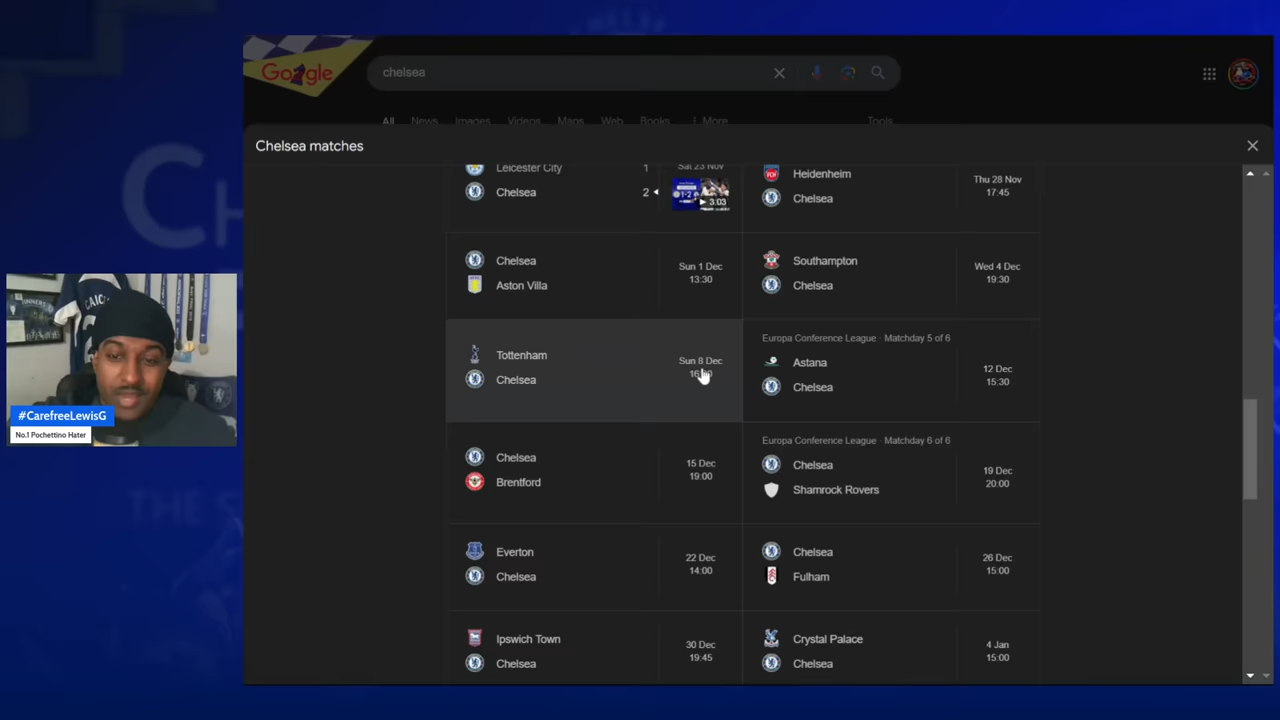 Google
chelsea
All News Images Videos Maps Web Books More Tools
Chelsea matches
Leicester City 1
Chelsea 2
Sat 23 Nov
3:03
Heidenheim
Chelsea
Thu 28 Nov
17:45
Chelsea
Aston Villa
Sun 1 Dec
13:30
Southampton
Chelsea
Wed 4 Dec
19:30
Tottenham
Chelsea
Sun 8 Dec
Europa Conference League · Matchday 5 of 6
Astana
Chelsea
12 Dec
15:30
Chelsea
Brentford
15 Dec
19:00
Europa Conference League · Matchday 6 of 6
Chelsea
Shamrock Rovers
19 Dec
20:00
Everton
Chelsea
22 Dec
14:00
Chelsea
Fulham
26 Dec
15:00
Ipswich Town
Chelsea
30 Dec
19:45
Crystal Palace
Chelsea
4 Jan
15:00
#CarefreeLewisG
No.1 Pochettino Hater